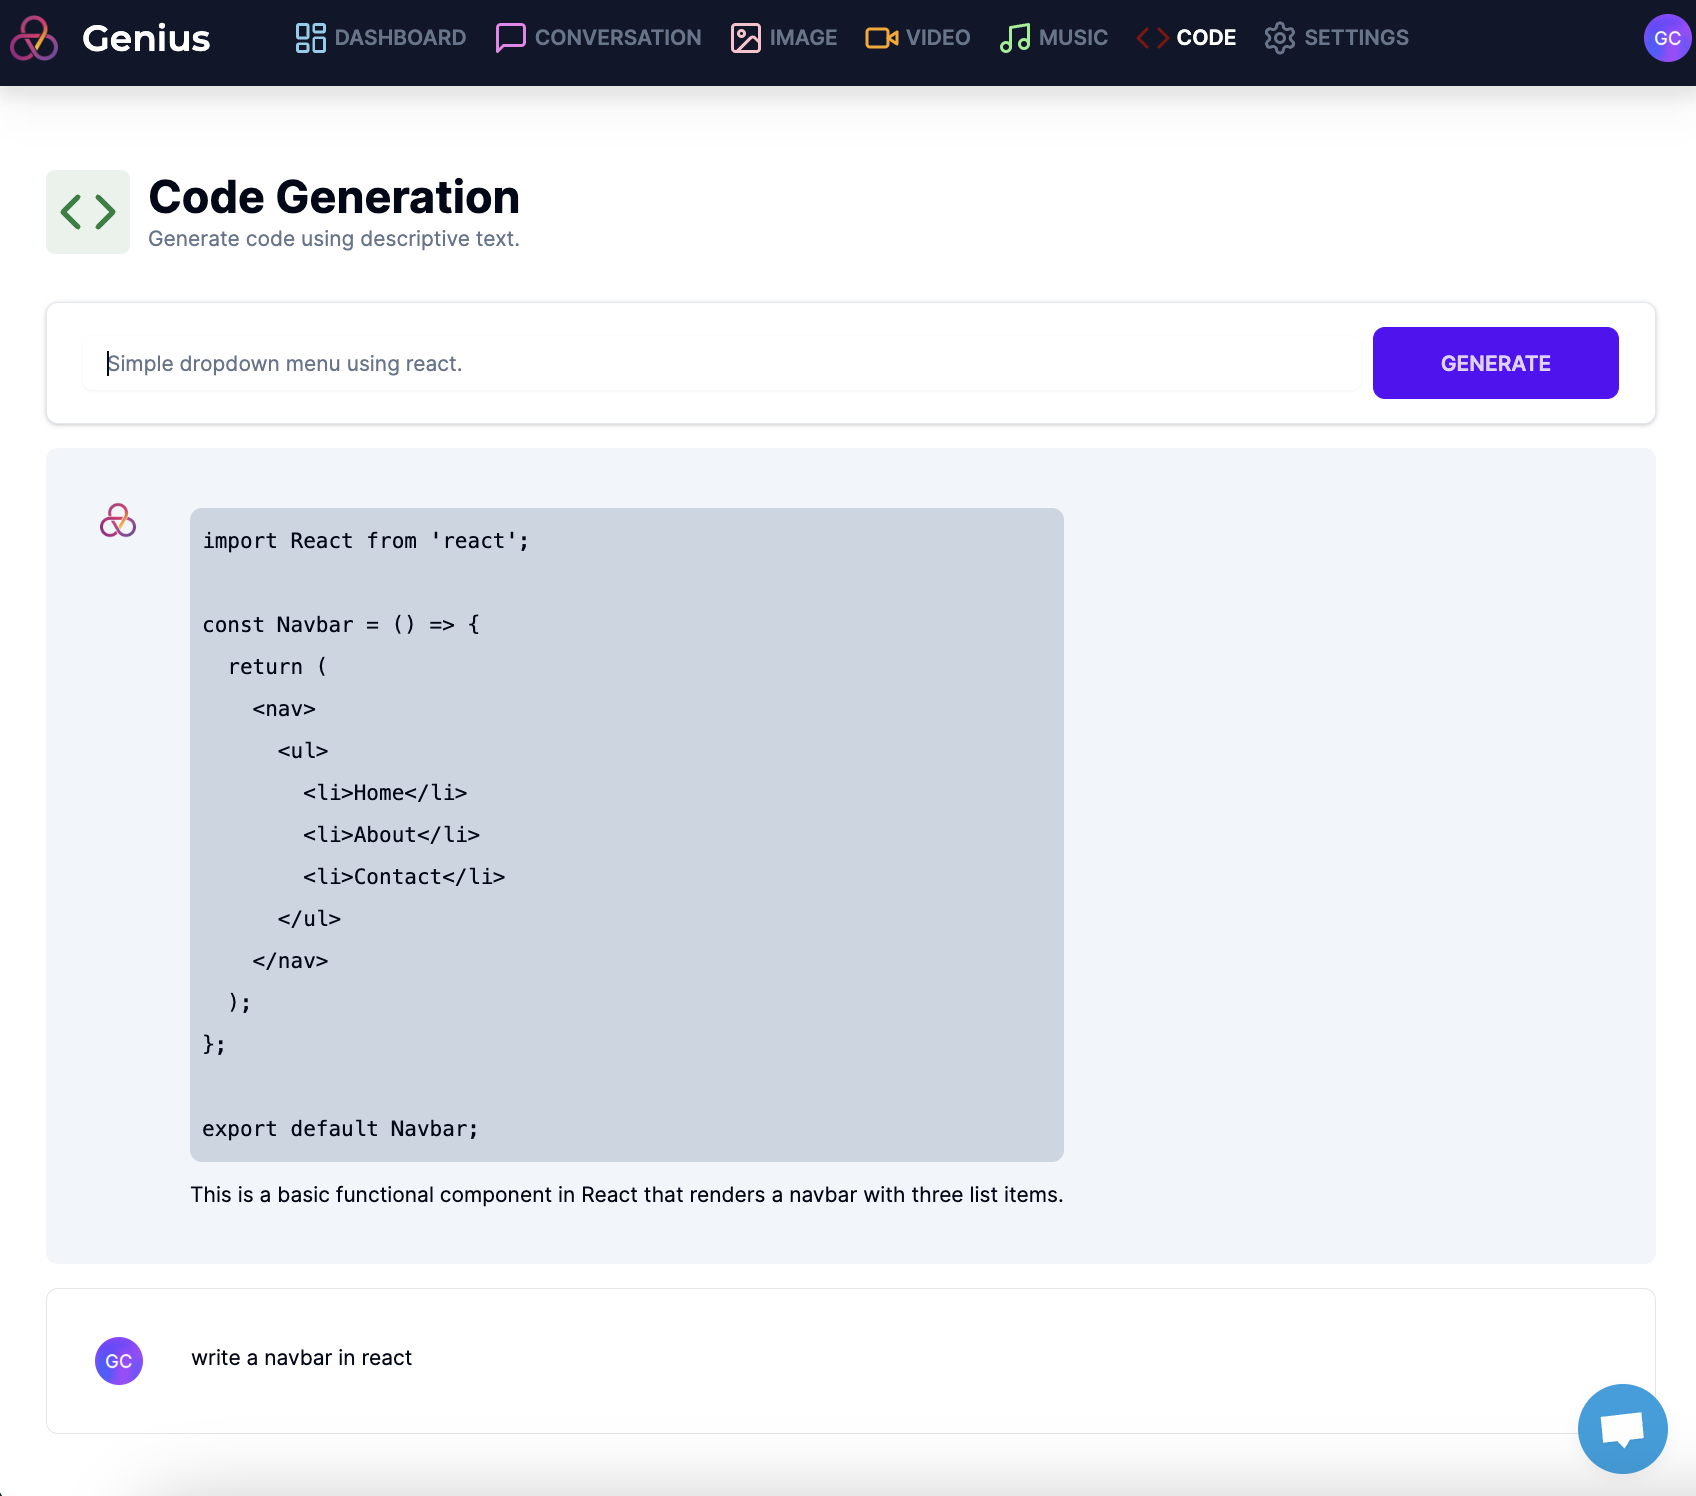 Genius
DASHBOARD
CONVERSATION
IMAGE
VIDEO
MUSIC
CODE
SETTINGS
GC
Code Generation
Generate code using descriptive text.
Simple dropdown menu using react.
GENERATE
import React from 'react';
const Navbar = () => {
  return (
    <nav>
      <ul>
        <li>Home</li>
        <li>About</li>
        <li>Contact</li>
      </ul>
    </nav>
  );
};
export default Navbar;
This is a basic functional component in React that renders a navbar with three list items.
GC
write a navbar in react